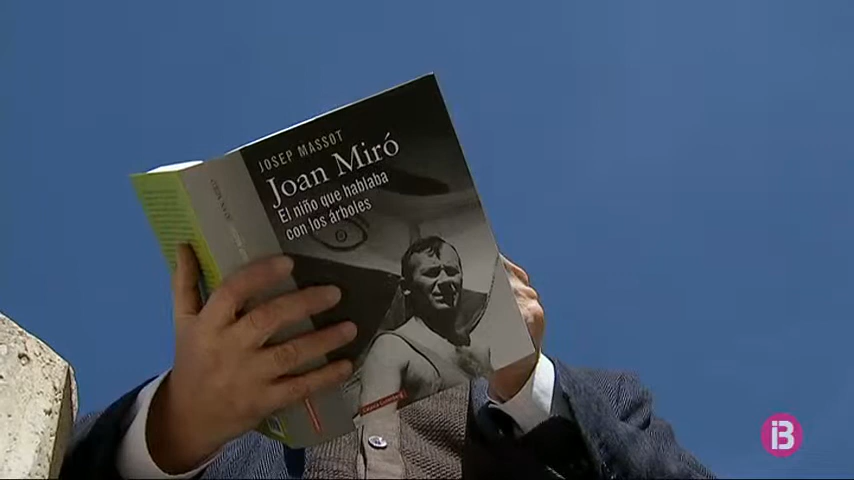 JOSEP MASSOT
Joan Miró
El niño que hablaba
con los árboles